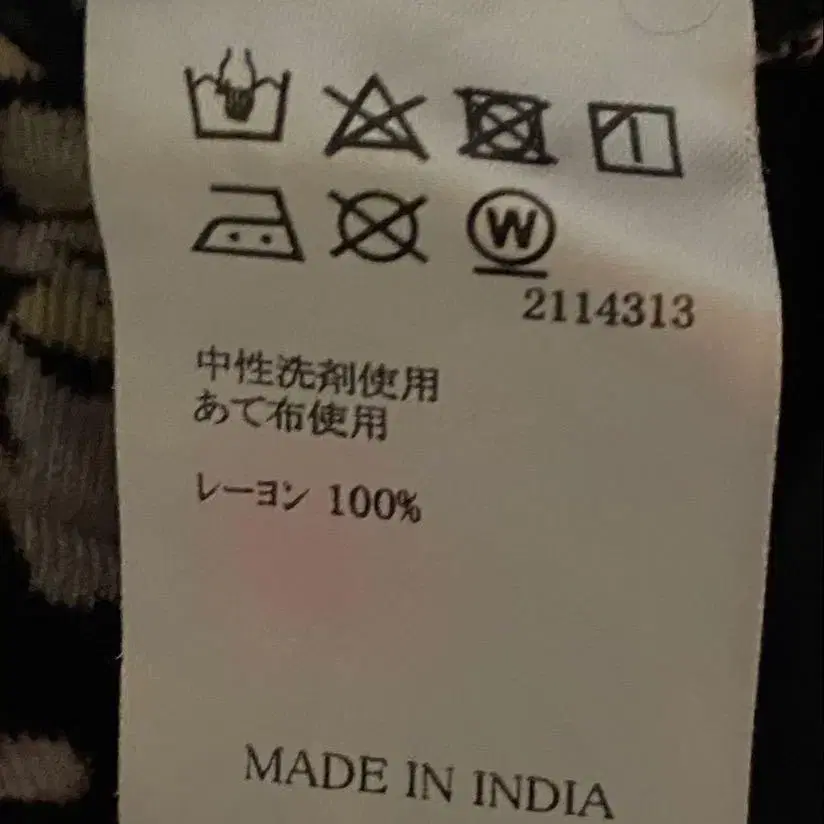 W
2114313
中性洗剤使用
あて布使用
レーヨン 100%
MADE IN INDIA